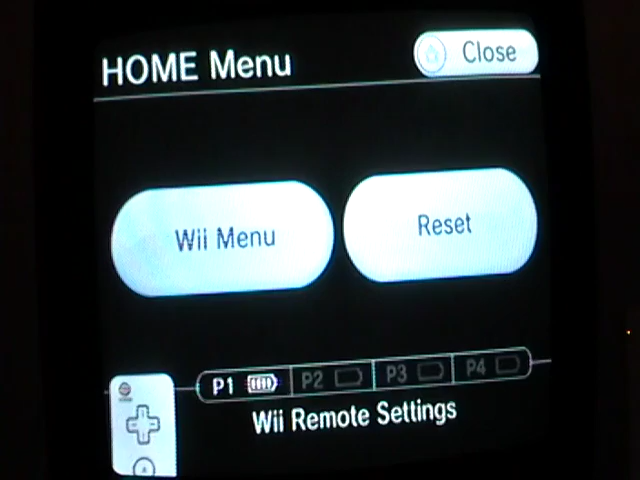 HOME Menu
Close
Wii Menu
Reset
P1 P2 P3 P4
Wii Remote Settings
A